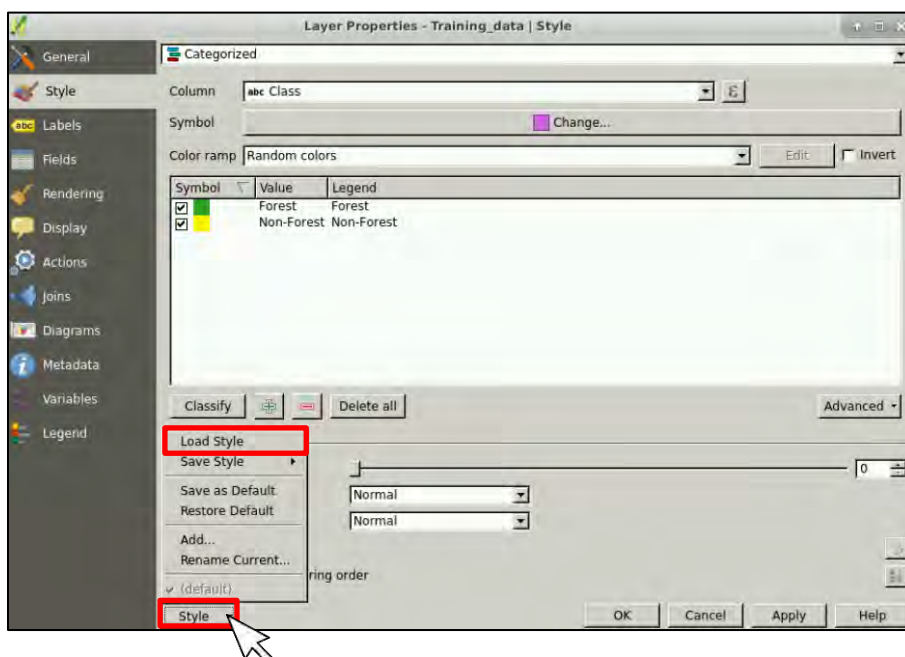 Layer Properties - Training_data | Style
General
Style
abc Labels
Fields
Rendering
Display
Actions
Joins
Diagrams
Metadata
Variables
Legend
Categorized
Column abc Class ε
Symbol Change...
Color ramp Random colors Edit Invert
Symbol Value Legend
Forest Forest
Non-Forest Non-Forest
Classify Delete all Advanced
Load Style
Save Style 0
Save as Default Normal
Restore Default
Normal
Add...
Rename Current...
ring order
(default)
Style OK Cancel Apply Help